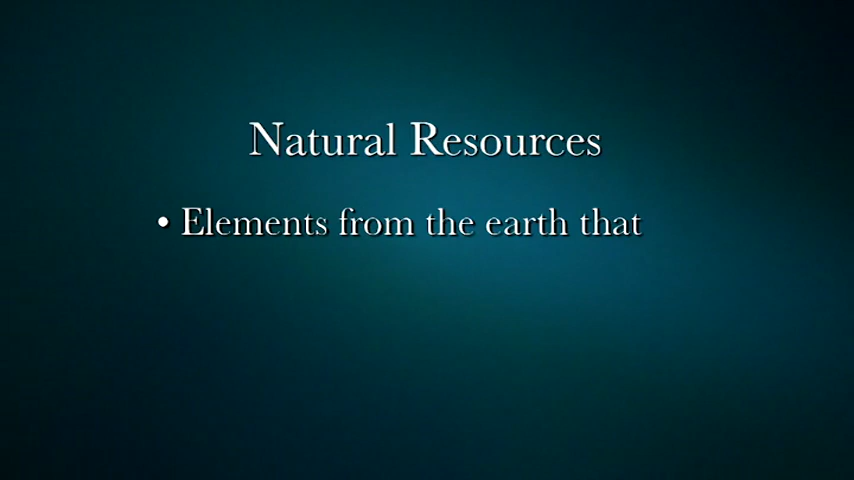 Natural Resources
• Elements from the earth that